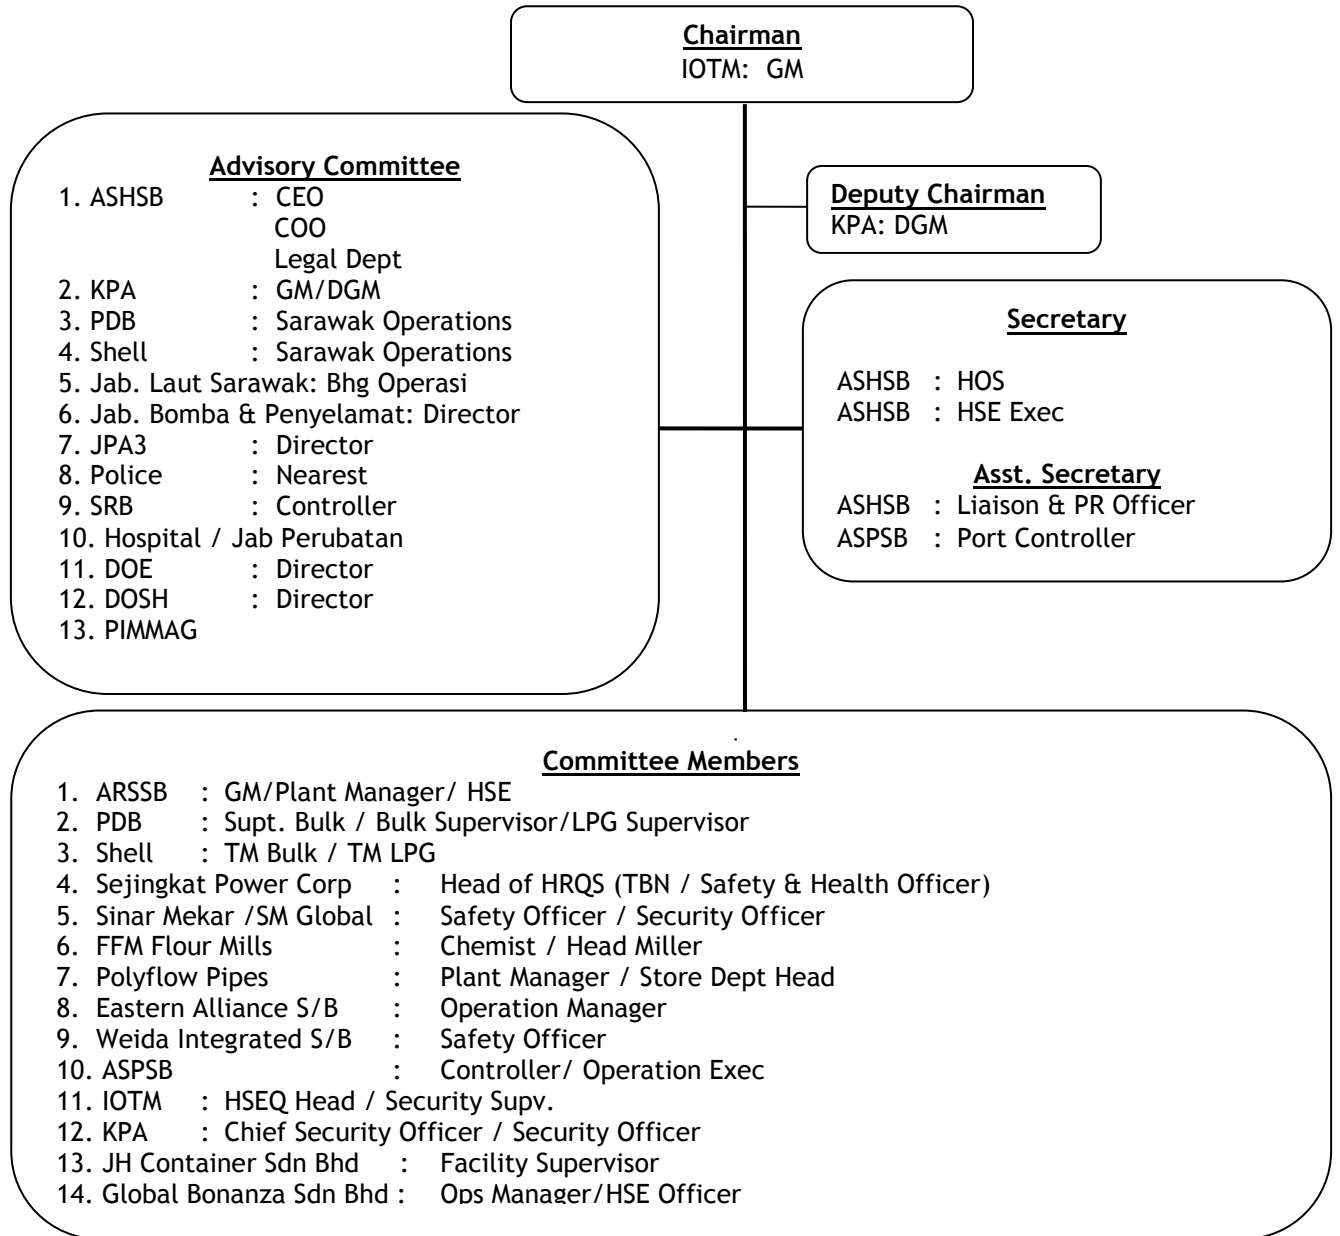 Chairman
IOTM: GM
Advisory Committee
1. ASHSB : CEO
COO
Legal Dept
2. KPA : GM/DGM
3. PDB : Sarawak Operations
4. Shell : Sarawak Operations
5. Jab. Laut Sarawak: Bhg Operasi
6. Jab. Bomba & Penyelamat: Director
7. JPA3 : Director
8. Police : Nearest
9. SRB : Controller
10. Hospital / Jab Perubatan
11. DOE : Director
12. DOSH : Director
13. PIMMAG
Deputy Chairman
KPA: DGM
Secretary
ASHSB : HOS
ASHSB : HSE Exec
Asst. Secretary
ASHSB : Liaison & PR Officer
ASPSB : Port Controller
Committee Members
1. ARSSB : GM/Plant Manager/ HSE
2. PDB : Supt. Bulk / Bulk Supervisor/LPG Supervisor
3. Shell : TM Bulk / TM LPG
4. Sejingkat Power Corp : Head of HRQS (TBN / Safety & Health Officer)
5. Sinar Mekar /SM Global : Safety Officer / Security Officer
6. FFM Flour Mills : Chemist / Head Miller
7. Polyflow Pipes : Plant Manager / Store Dept Head
8. Eastern Alliance S/B : Operation Manager
9. Weida Integrated S/B : Safety Officer
10. ASPSB : Controller/ Operation Exec
11. IOTM : HSEQ Head / Security Supv.
12. KPA : Chief Security Officer / Security Officer
13. JH Container Sdn Bhd : Facility Supervisor
14. Global Bonanza Sdn Bhd : Ops Manager/HSE Officer